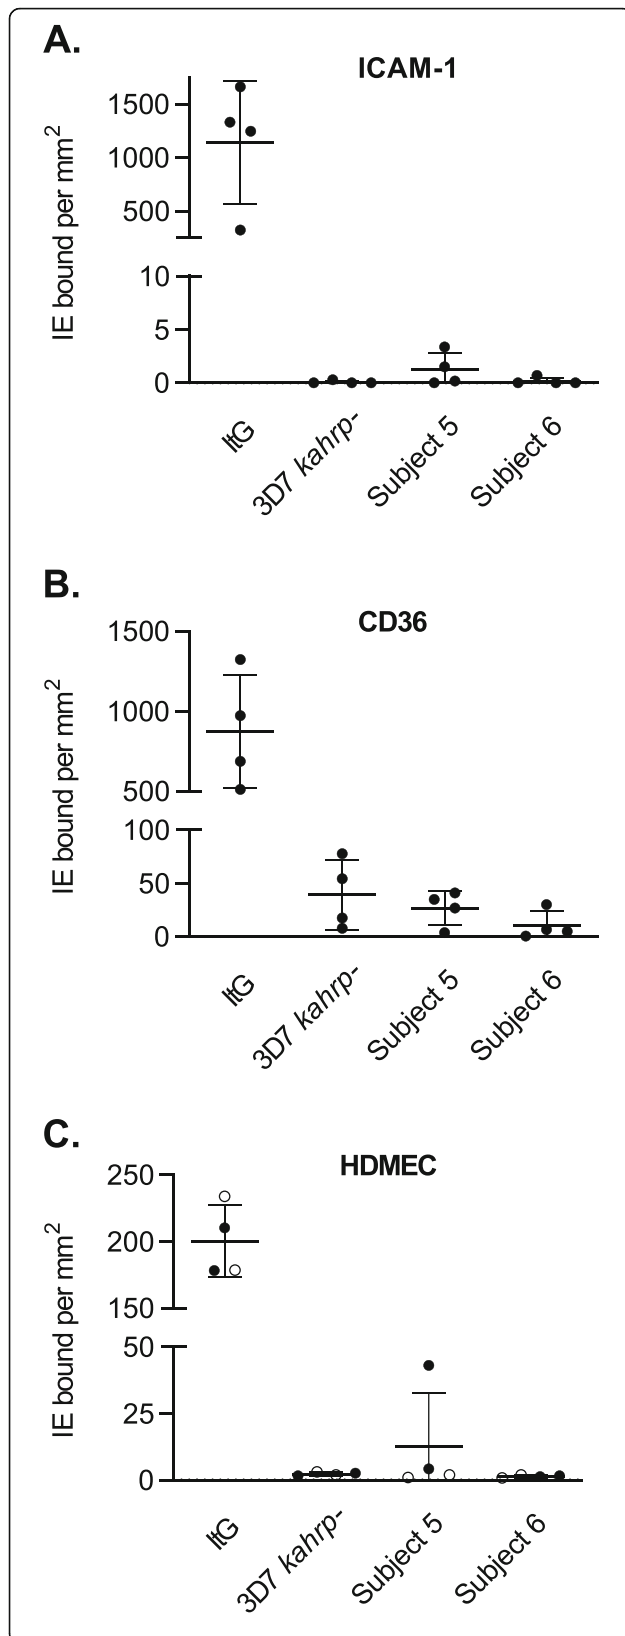 A.
ICAM-1
IE bound per mm²
1500
1000
500
10
5
0
ItG
3D7 kahrp-
Subject 5
Subject 6
B.
CD36
IE bound per mm²
1500
1000
500
100
50
0
ItG
3D7 kahrp-
Subject 5
Subject 6
C.
HDMEC
IE bound per mm²
250
200
150
50
25
0
ItG
3D7 kahrp-
Subject 5
Subject 6